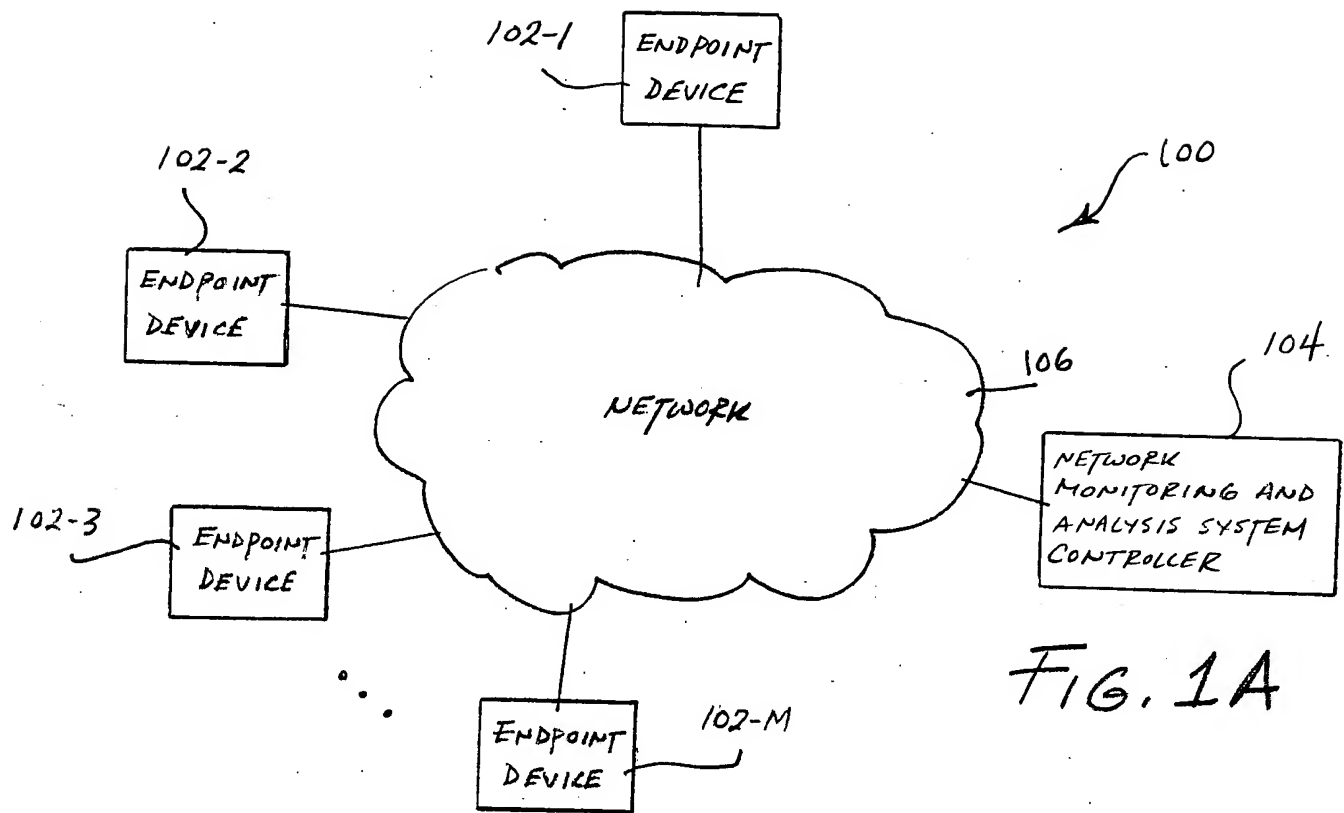 102-1
ENDPOINT
DEVICE
100
102-2
ENDPOINT
DEVICE
NETWORK
106
104
NETWORK
MONITORING AND
ANALYSIS SYSTEM
CONTROLLER
102-3
ENDPOINT
DEVICE
ENDPOINT
DEVICE
102-M
FIG. 1A